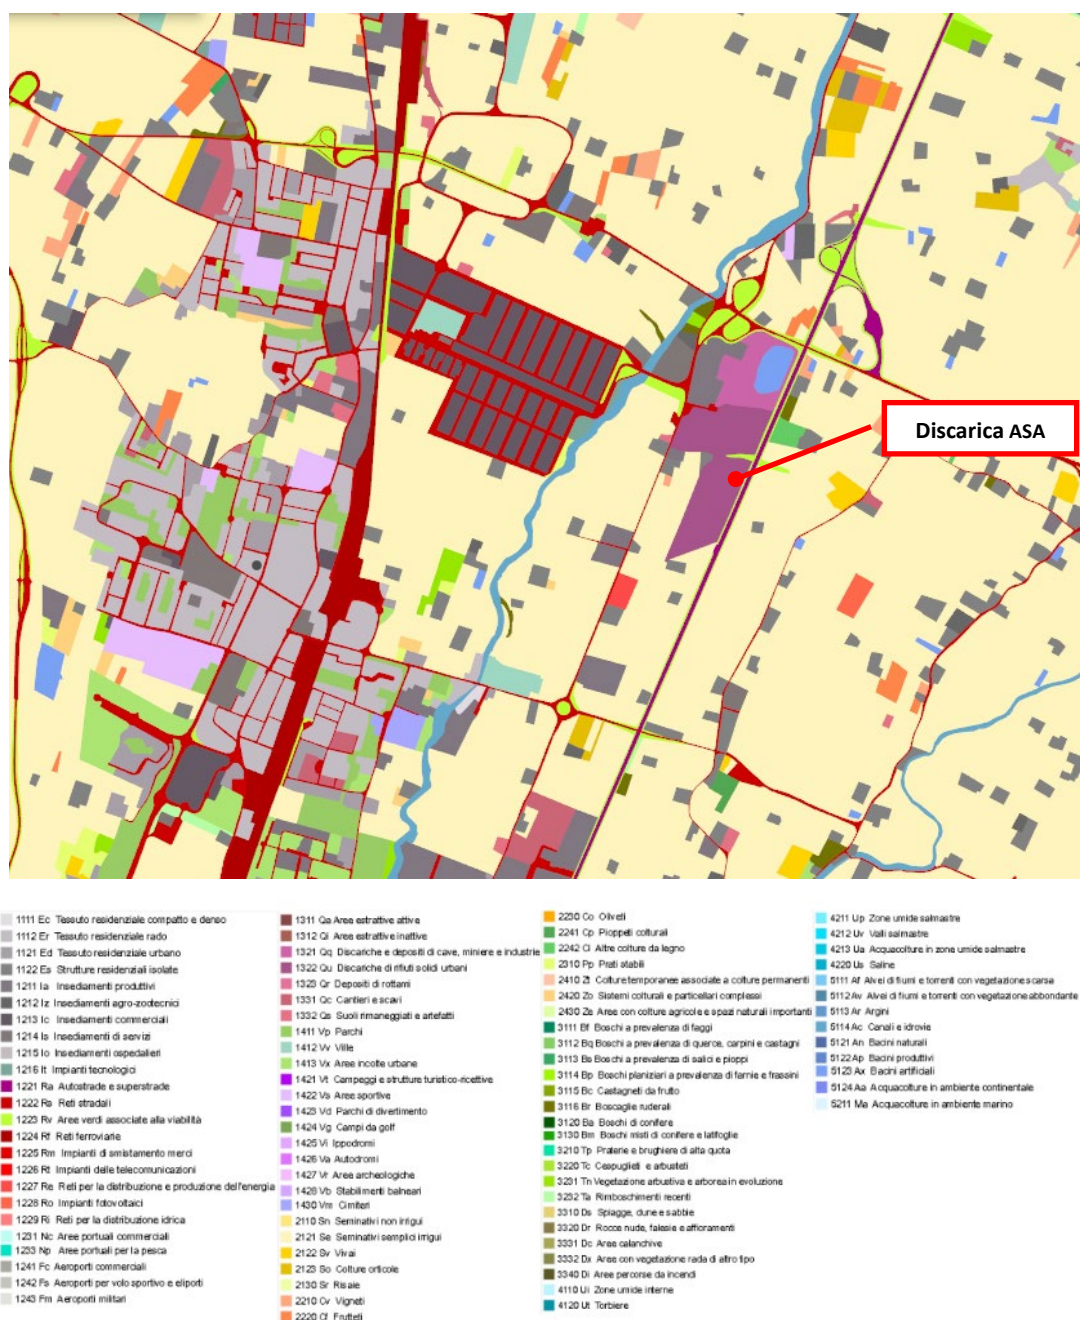 Discarica ASA
1111 Ec Tessuto residenziale compatto e denso
1112 Er Tessuto residenziale rado
1121 Ed Tessuto residenziale urbano
1122 Es Strutture residenziali isolate
1211 Ia Insediamenti produttivi
1212 Iz Insediamenti agro-zootecnici
1213 Ic Insediamenti commerciali
1214 Is Insediamenti di servizi
1215 Io Insediamenti ospedalieri
1216 It Impianti tecnologici
1221 Ra Autostrade e superstrade
1222 Rs Reti stradali
1223 Rv Aree verdi associate alla viabilità
1224 Rf Reti ferroviarie
1225 Rm Impianti di smistamento merci
1226 Rt Impianti delle telecomunicazioni
1227 Re Reti per la distribuzione e produzione dell'energia
1228 Ro Impianti fotovoltaici
1229 Ri Reti per la distribuzione idrica
1231 Nc Aree portuali commerciali
1233 Np Aree portuali per la pesca
1241 Fc Aeroporti commerciali
1242 Fs Aeroporti per volo sportivo e eliporti
1243 Fm Aeroporti militari
1311 Qa Aree estrattive attive
1312 Qi Aree estrattive inattive
1321 Qq Discariche e depositi di cave, miniere e industrie
1322 Qu Discariche di rifiuti solidi urbani
1323 Qr Depositi di rottami
1331 Qc Cantieri e scavi
1332 Qs Suoli rimaneggiati e artefatti
1411 Vp Parchi
1412 Vv Ville
1413 Vx Aree incolte urbane
1421 Vt Campeggi e strutture turistico-ricettive
1422 Vs Aree sportive
1423 Vd Parchi di divertimento
1424 Vg Campi da golf
1425 Vi Ippodromi
1426 Va Autodromi
1427 Vr Aree archeologiche
1428 Vb Stabilimenti balneari
1430 Vm Cimiteri
2110 Sn Seminativi non irrigui
2121 Se Seminativi semplici irrigui
2122 Sv Vivai
2123 So Colture orticole
2130 Sr Risaie
2210 Cv Vigneti
2220 Cf Frutteti
2230 Co Oliveti
2241 Cp Pioppeti colturali
2242 Cl Altre colture da legno
2310 Pp Prati stabili
2410 Zt Colture temporanee associate a colture permanenti
2420 Zo Sistemi colturali e particellari complessi
2430 Ze Aree con colture agricole e spazi naturali importanti
3111 Bf Boschi a prevalenza di faggi
3112 Bq Boschi a prevalenza di querce, carpini e castagni
3113 Bs Boschi a prevalenza di salici e pioppi
3114 Bp Boschi planiziari a prevalenza di farnie e frassini
3115 Bc Castagneti da frutto
3116 Br Boscaglie ruderali
3120 Ba Boschi di conifere
3130 Bm Boschi misti di conifere e latifoglie
3210 Tp Praterie e brughiere di alta quota
3220 Tc Cespuglieti e arbusteti
3231 Tn Vegetazione arbustiva e arborea in evoluzione
3232 Ta Rimboschimenti recenti
3310 Ds Spiagge, dune e sabbie
3320 Dr Rocce nude, falesie e affioramenti
3331 Dc Aree calanchive
3332 Dx Aree con vegetazione rada di altro tipo
3340 Di Aree percorse da incendi
4110 Ui Zone umide interne
4120 Ut Torbiere
4211 Up Zone umide salmastre
4212 Uv Valli salmastre
4213 Ua Acquacolture in zone umide salmastre
4220 Us Saline
5111 Af Alvei di fiumi e torrenti con vegetazione scarsa
5112 Av Alvei di fiumi e torrenti con vegetazione abbondante
5113 Ar Argini
5114 Ac Canali e idrovie
5121 An Bacini naturali
5122 Ap Bacini produttivi
5123 Ax Bacini artificiali
5124 Aa Acquacolture in ambiente continentale
5211 Ma Acquacolture in ambiente marino